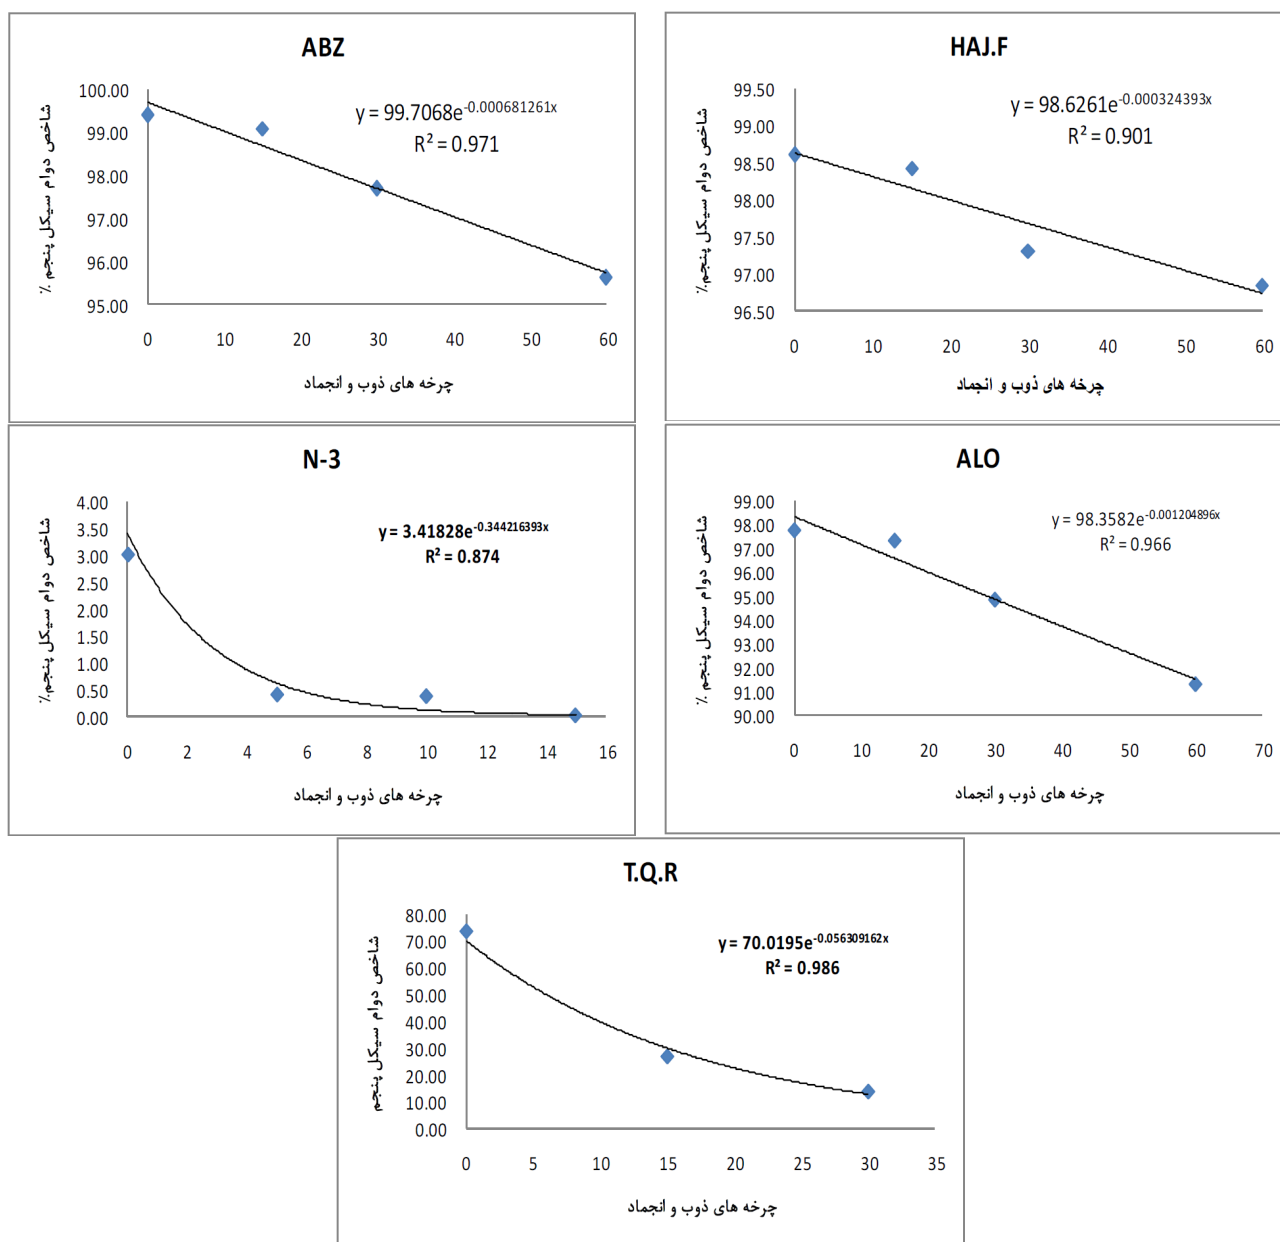 ABZ
y = 99.7068e^-0.000681261x
R² = 0.971
شاخص دوام سیکل پنجم %
100.00
99.00
98.00
97.00
96.00
95.00
0 10 20 30 40 50 60
چرخه های ذوب و انجماد
HAJ.F
y = 98.6261e^-0.000324393x
R² = 0.901
شاخص دوام سیکل پنجم.%
99.50
99.00
98.50
98.00
97.50
97.00
96.50
0 10 20 30 40 50 60
چرخه های ذوب و انجماد
N-3
y = 3.41828e^-0.344216393x
R² = 0.874
شاخص دوام سیکل پنجم.%
4.00
3.50
3.00
2.50
2.00
1.50
1.00
0.50
0.00
0 2 4 6 8 10 12 14 16
چرخه های ذوب و انجماد
ALO
y = 98.3582e^-0.001204896x
R² = 0.966
شاخص دوام سیکل پنجم %
99.00
98.00
97.00
96.00
95.00
94.00
93.00
92.00
91.00
90.00
0 10 20 30 40 50 60 70
چرخه های ذوب و انجماد
T.Q.R
y = 70.0195e^-0.056309162x
R² = 0.986
شاخص دوام سیکل پنجم
80.00
70.00
60.00
50.00
40.00
30.00
20.00
10.00
0.00
0 5 10 15 20 25 30 35
چرخه های ذوب و انجماد